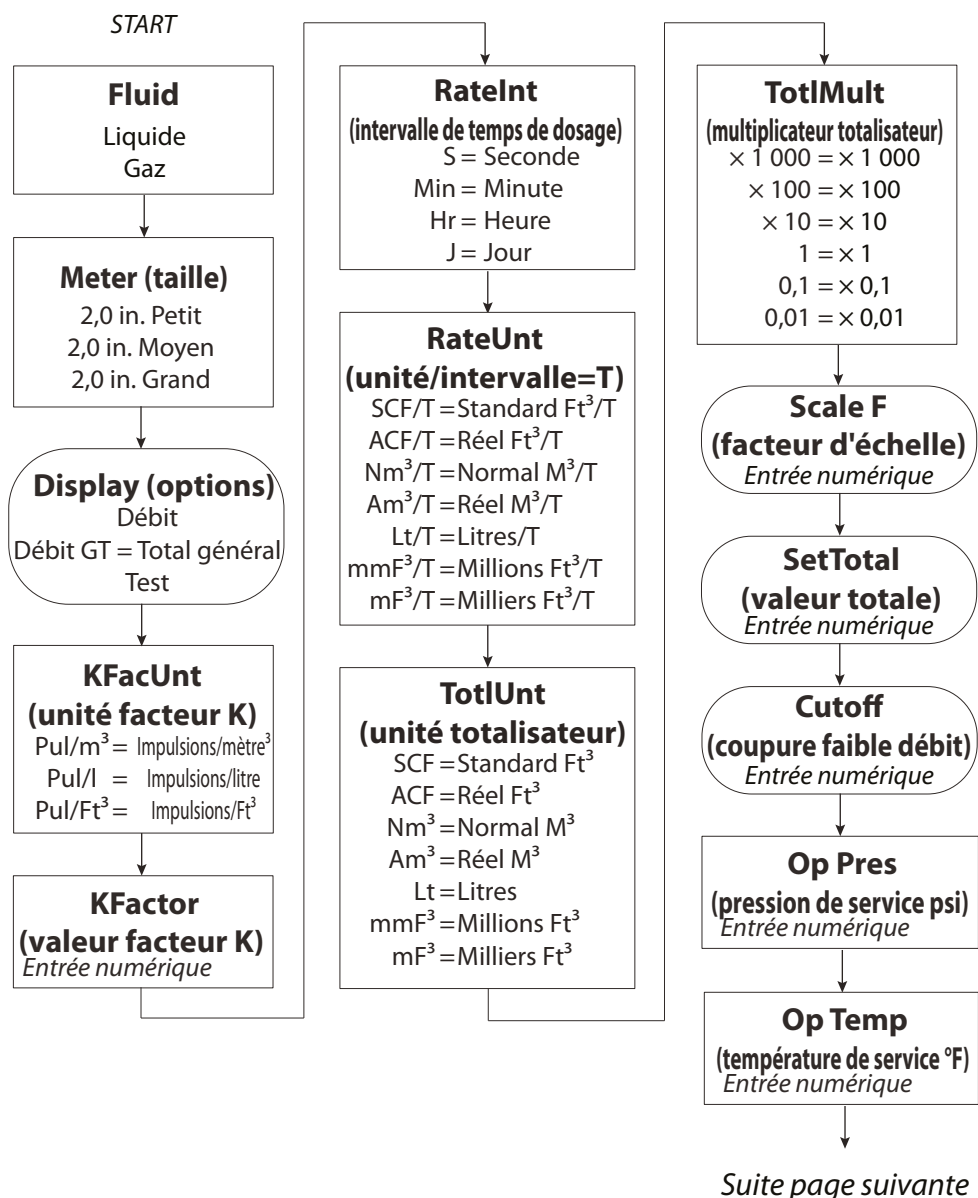 START
Fluid
Liquide
Gaz
Meter (taille)
2,0 in. Petit
2,0 in. Moyen
2,0 in. Grand
Display (options)
Débit
Débit GT = Total général
Test
KFacUnt
(unité facteur K)
Pul/m³ = Impulsions/mètre³
Pul/l = Impulsions/litre
Pul/Ft³ = Impulsions/Ft³
KFactor
(valeur facteur K)
Entrée numérique
RateInt
(intervalle de temps de dosage)
S = Seconde
Min = Minute
Hr = Heure
J = Jour
RateUnt
(unité/intervalle=T)
SCF/T = Standard Ft³/T
ACF/T = Réel Ft³/T
Nm³/T = Normal M³/T
Am³/T = Réel M³/T
Lt/T = Litres/T
mmF³/T = Millions Ft³/T
mF³/T = Milliers Ft³/T
TotlUnt
(unité totalisateur)
SCF = Standard Ft³
ACF = Réel Ft³
Nm³ = Normal M³
Am³ = Réel M³
Lt = Litres
mmF³ = Millions Ft³
mF³ = Milliers Ft³
TotlMult
(multiplicateur totalisateur)
× 1 000 = × 1 000
× 100 = × 100
× 10 = × 10
1 = × 1
0,1 = × 0,1
0,01 = × 0,01
Scale F
(facteur d'échelle)
Entrée numérique
SetTotal
(valeur totale)
Entrée numérique
Cutoff
(coupure faible débit)
Entrée numérique
Op Pres
(pression de service psi)
Entrée numérique
Op Temp
(température de service °F)
Entrée numérique
Suite page suivante